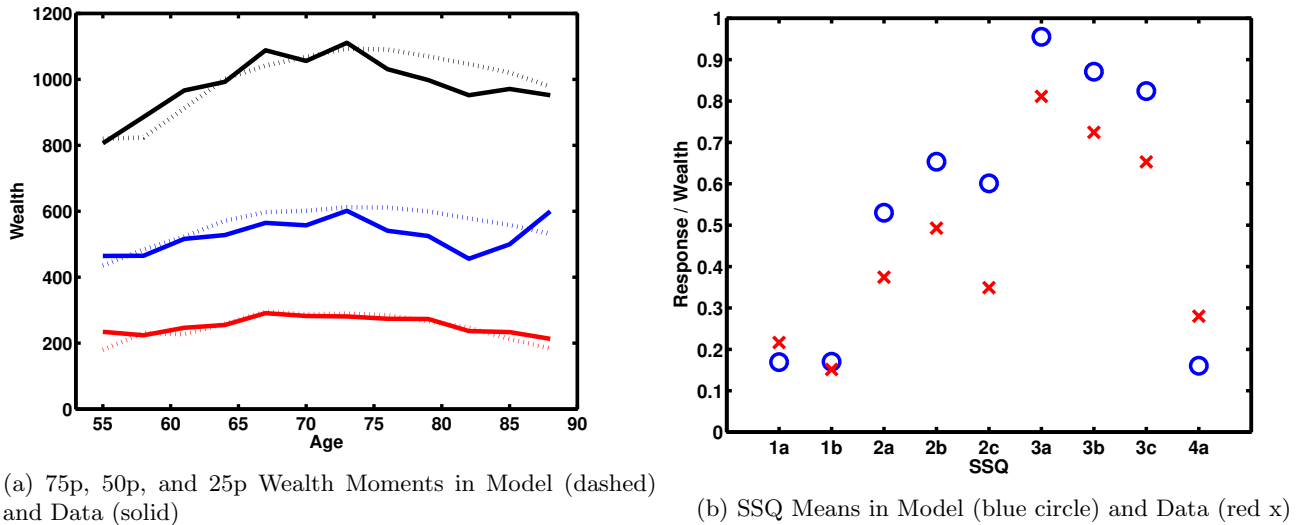 1200
1000
800
600
400
200
0
Wealth
55 60 65 70 75 80 85 90
Age
(a) 75p, 50p, and 25p Wealth Moments in Model (dashed)
and Data (solid)
1
0.9
0.8
0.7
0.6
0.5
0.4
0.3
0.2
0.1
0
Response / Wealth
1a 1b 2a 2b 2c 3a 3b 3c 4a
SSQ
(b) SSQ Means in Model (blue circle) and Data (red x)